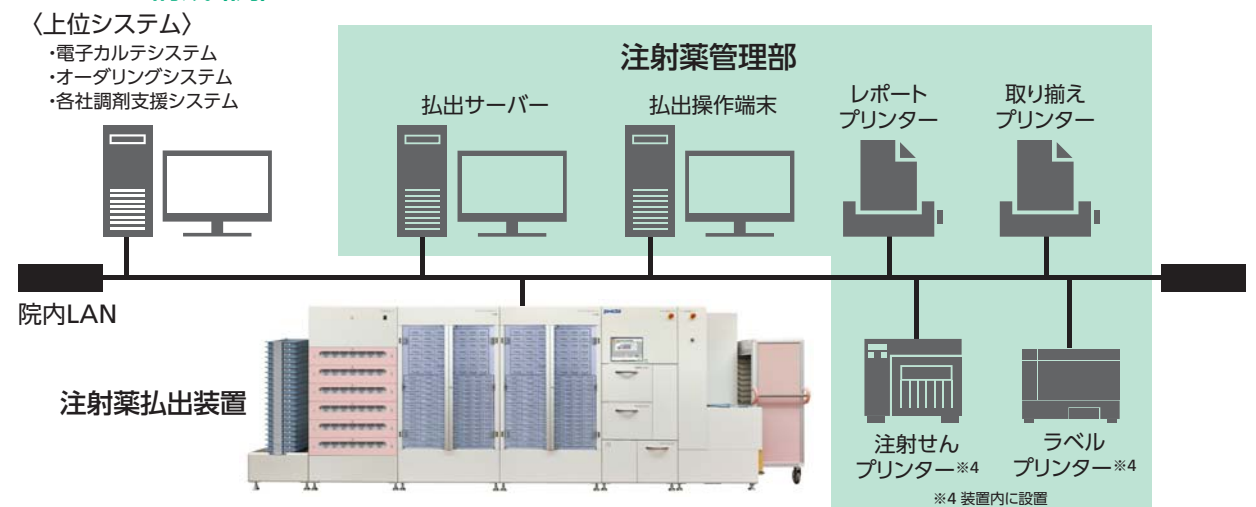 〈上位システム〉
・電子カルテシステム
・オーダリングシステム
・各社調剤支援システム
注射薬管理部
払出サーバー
払出操作端末
レポート
プリンター
取り揃え
プリンター
院内LAN
注射薬払出装置
注射せん
プリンター※4
ラベル
プリンター※4
※4 装置内に設置